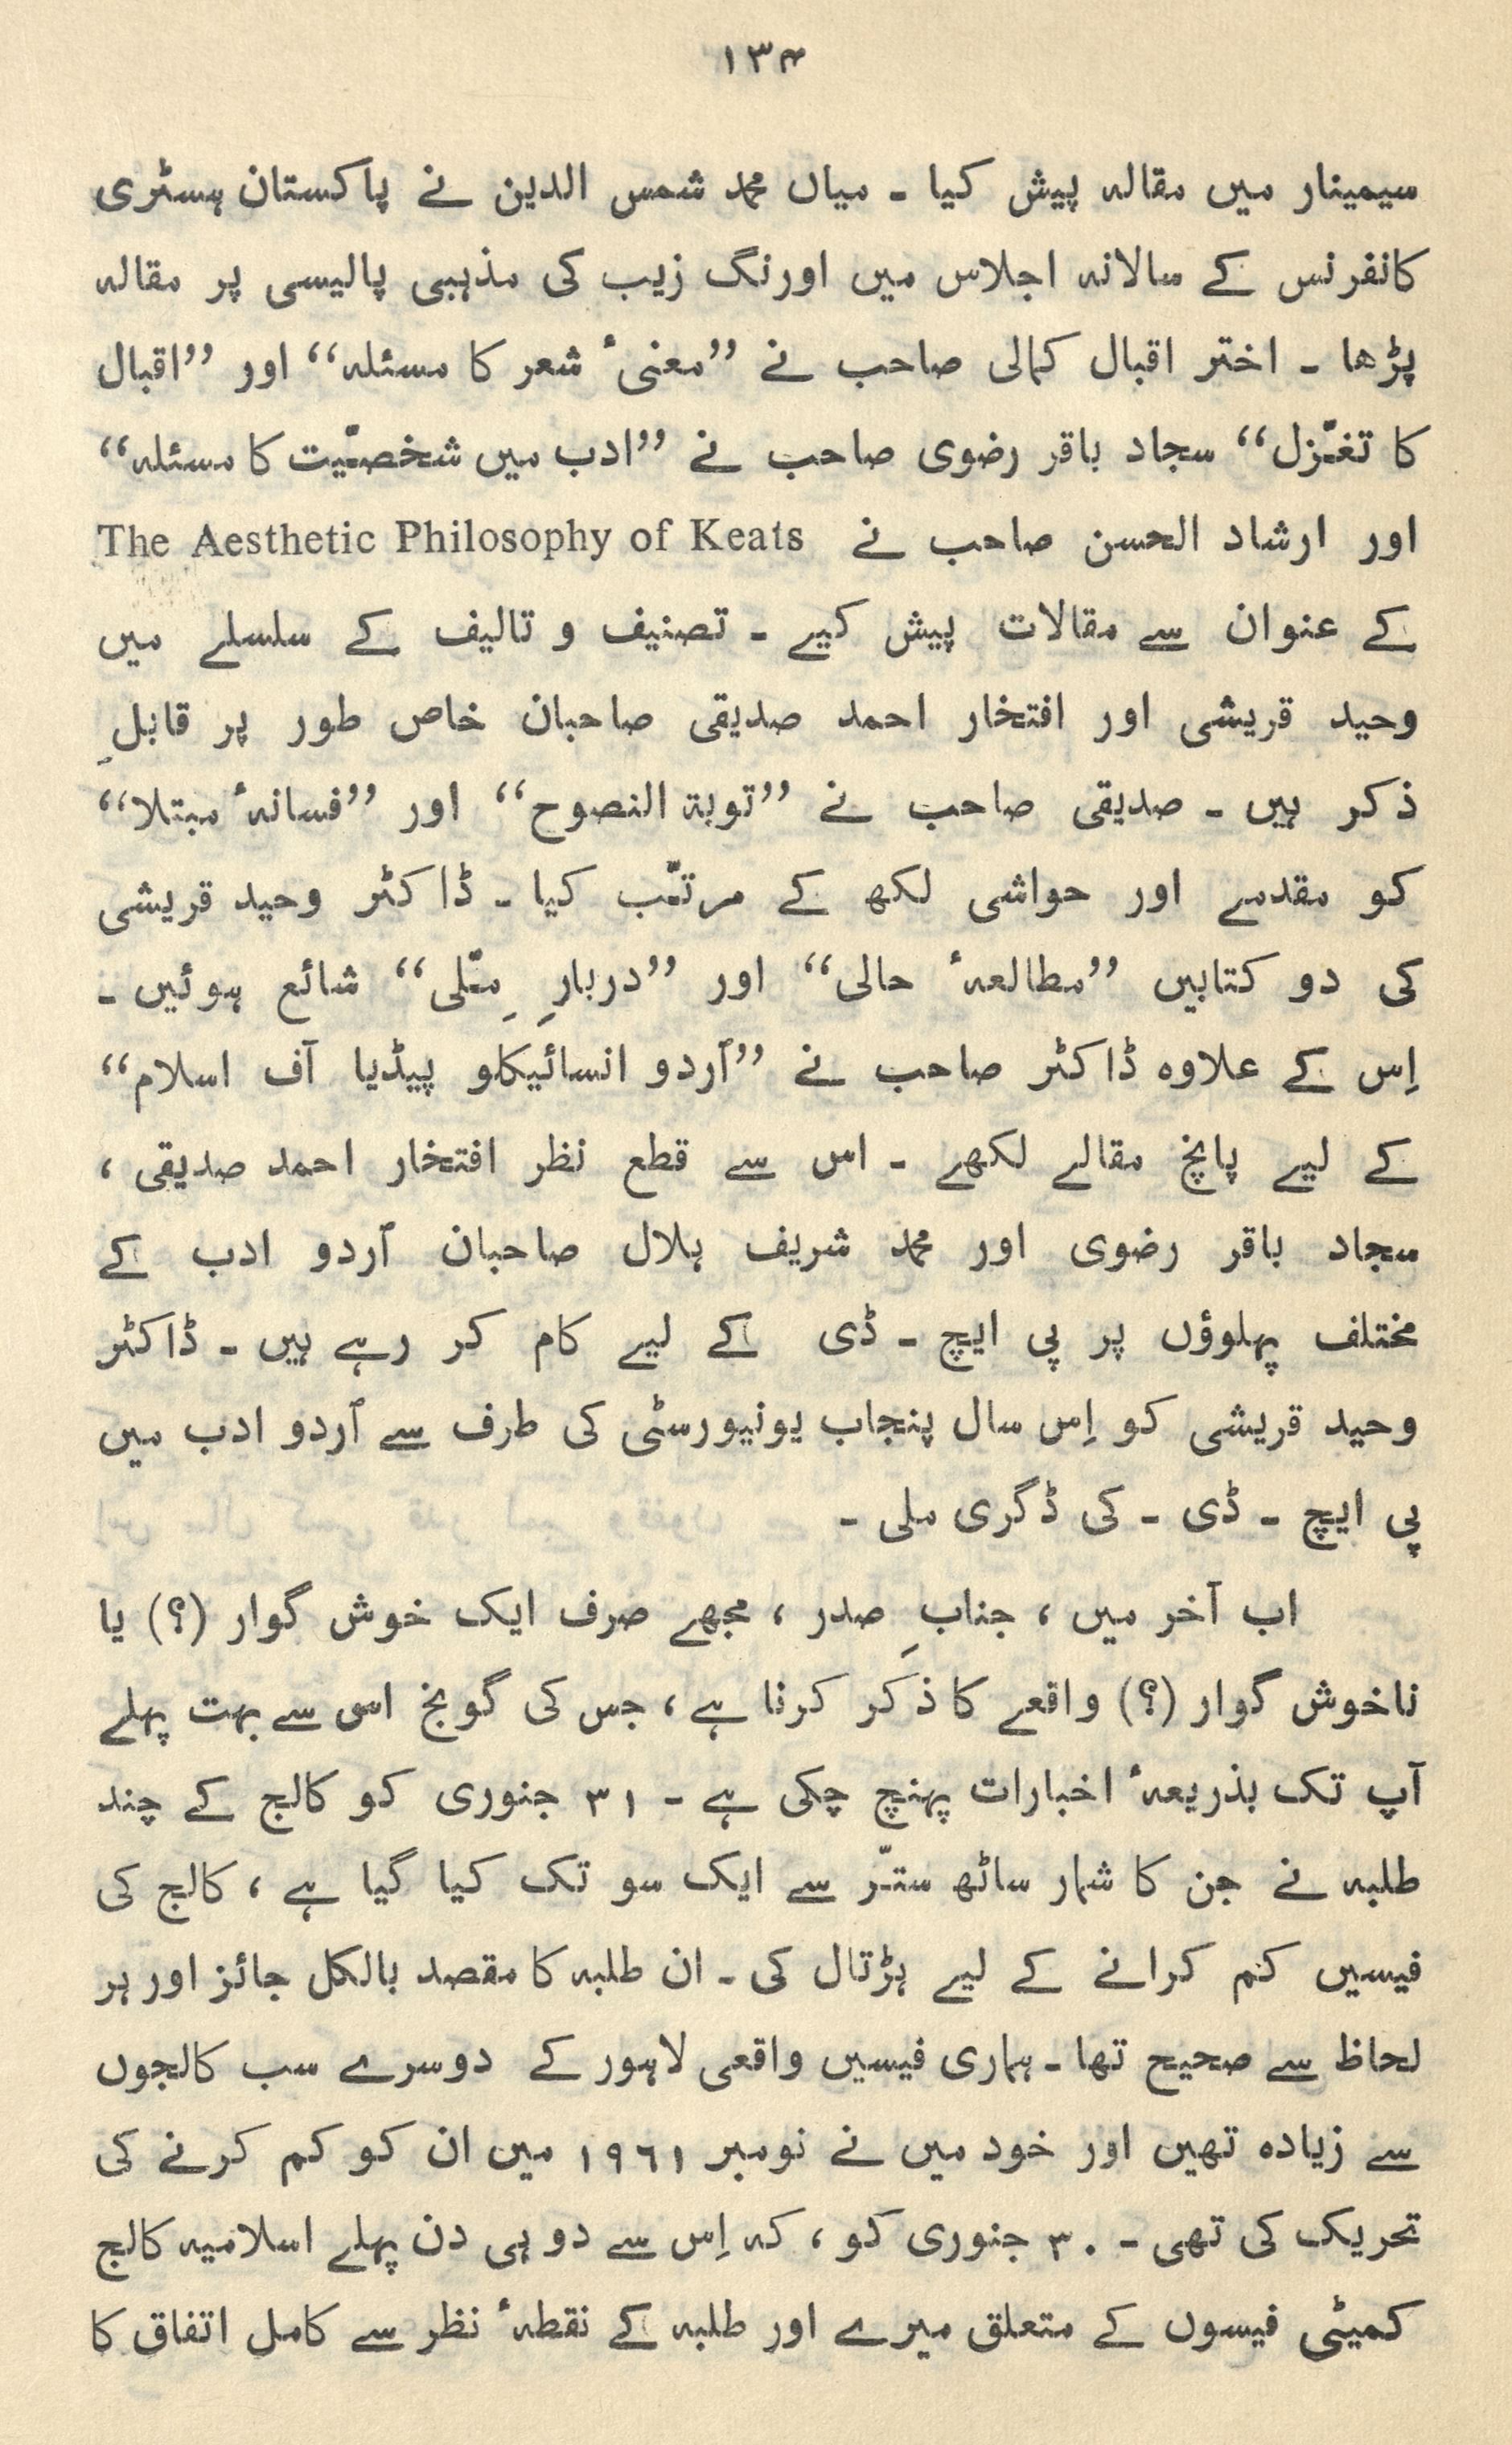 ۱۳۴
سیمینار میں مقالہ پیش کیا ۔ میاں محمد شمس الدین نے پاکستان ہسٹری
کانفرنس کے سالانہ اجلاس میں اورنگ زیب کی مذہبی پالیسی پر مقالہ
پڑھا ۔ اختر اقبال کمالی صاحب نے ”معنیٔ شعر کا مسئلہ“ اور ”اقبال
کا تغزّل“ سجاد باقر رضوی صاحب نے ”ادب میں شخصیّت کا مسئلہ“
اور ارشاد الحسن صاحب نے The Aesthetic Philosophy of Keats
کے عنوان سے مقالات پیش کیے ۔ تصنیف و تالیف کے سلسلے میں
وحید قریشی اور افتخار احمد صدیقی صاحبان خاص طور پر قابلِ
ذکر ہیں ۔ صدیقی صاحب نے ”توبۃ النصوح“ اور ”فسانۂ مبتلا“
کو مقدمے اور حواشی لکھ کے مرتّب کیا ۔ ڈاکٹر وحید قریشی
کی دو کتابیں ”مطالعۂ حالی“ اور ”دربارِ مِلّی“ شائع ہوئیں ۔
اِس کے علاوہ ڈاکٹر صاحب نے ”اُردو انسائیکلو پیڈیا آف اسلام“
کے لیے پانچ مقالے لکھے ۔ اس سے قطع نظر افتخار احمد صدیقی ،
سجاد باقر رضوی اور محمد شریف ہلال صاحبان اُردو ادب کے
مختلف پہلوؤں پر پی ایچ ۔ ڈی کے لیے کام کر رہے ہیں ۔ ڈاکٹر
وحید قریشی کو اِس سال پنجاب یونیورسٹی کی طرف سے اُردو ادب میں
پی ایچ ۔ ڈی ۔ کی ڈگری ملی ۔
اب آخر میں ، جنابِ صدر ، مجھے صرف ایک خوش گوار (؟) یا
ناخوش گوار (؟) واقعے کا ذکر کرنا ہے ، جس کی گونج اس سے بہت پہلے
آپ تک بذریعۂ اخبارات پہنچ چکی ہے ۔ ۳۱ جنوری کو کالج کے چند
طلبہ نے جن کا شمار ساٹھ ستّر سے ایک سو تک کیا گیا ہے ، کالج کی
فیسیں کم کرانے کے لیے ہڑتال کی ۔ ان طلبہ کا مقصد بالکل جائز اور ہر
لحاظ سے صحیح تھا ۔ ہماری فیسیں واقعی لاہور کے دوسرے سب کالجوں
سے زیادہ تھیں اور خود میں نے نومبر ۱۹٦۱ میں ان کو کم کرنے کی
تحریک کی تھی ۔ ۳۰ جنوری کو ، کہ اِس سے دو ہی دن پہلے اسلامیہ کالج
کمیٹی فیسوں کے متعلق میرے اور طلبہ کے نقطۂ نظر سے کامل اتفاق کا